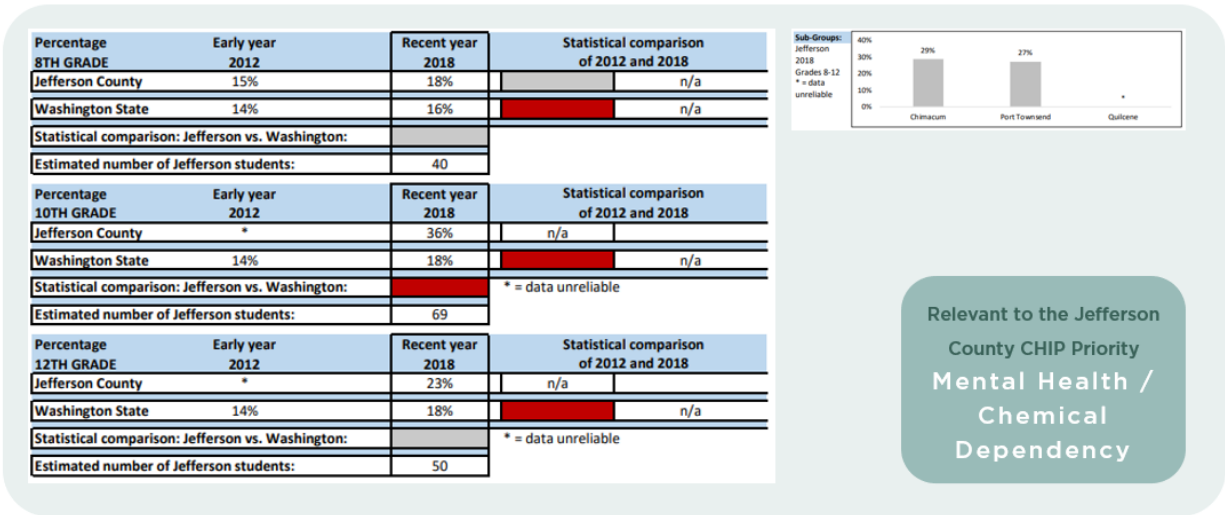 Percentage Early year Recent year Statistical comparison
8TH GRADE 2012 2018 of 2012 and 2018
Jefferson County 15% 18% n/a
Washington State 14% 16% n/a
Statistical comparison: Jefferson vs. Washington:
Estimated number of Jefferson students: 40
Percentage Early year Recent year Statistical comparison
10TH GRADE 2012 2018 of 2012 and 2018
Jefferson County * 36% n/a
Washington State 14% 18% n/a
Statistical comparison: Jefferson vs. Washington: * = data unreliable
Estimated number of Jefferson students: 69
Percentage Early year Recent year Statistical comparison
12TH GRADE 2012 2018 of 2012 and 2018
Jefferson County * 23% n/a
Washington State 14% 18% n/a
Statistical comparison: Jefferson vs. Washington: * = data unreliable
Estimated number of Jefferson students: 50
Sub-Groups:
Jefferson
2018
Grades 8-12
* = data
unreliable
40%
30%
20%
10%
0%
29%
27%
*
Chimacum Port Townsend Quilcene
Relevant to the Jefferson
County CHIP Priority
Mental Health /
Chemical
Dependency